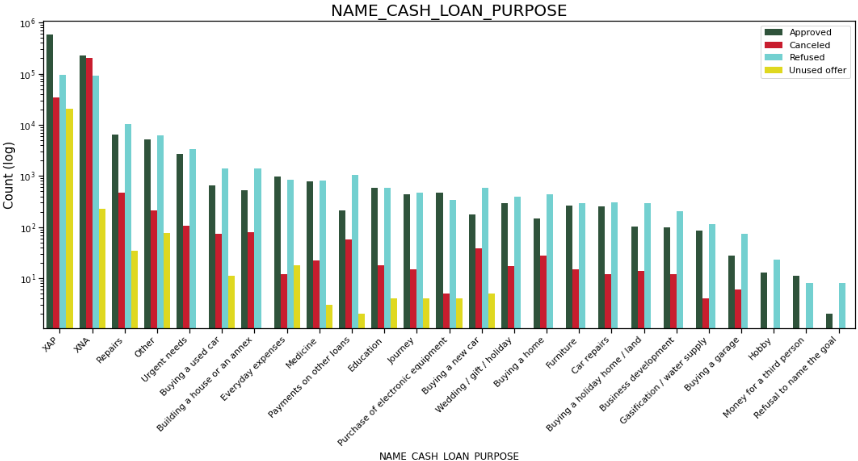 NAME_CASH_LOAN_PURPOSE
Approved
Canceled
Refused
Unused offer
Count (log)
10^6
10^5
10^4
10^3
10^2
10^1
XAP
XNA
Repairs
Other
Urgent needs
Buying a used car
Building a house or an annex
Everyday expenses
Medicine
Payments on other loans
Education
Journey
Purchase of electronic equipment
Buying a new car
Wedding / gift / holiday
Buying a home
Furniture
Car repairs
Buying a holiday home / land
Business development
Gasification / water supply
Buying a garage
Hobby
Money for a third person
Refusal to name the goal
NAME_CASH_LOAN_PURPOSE